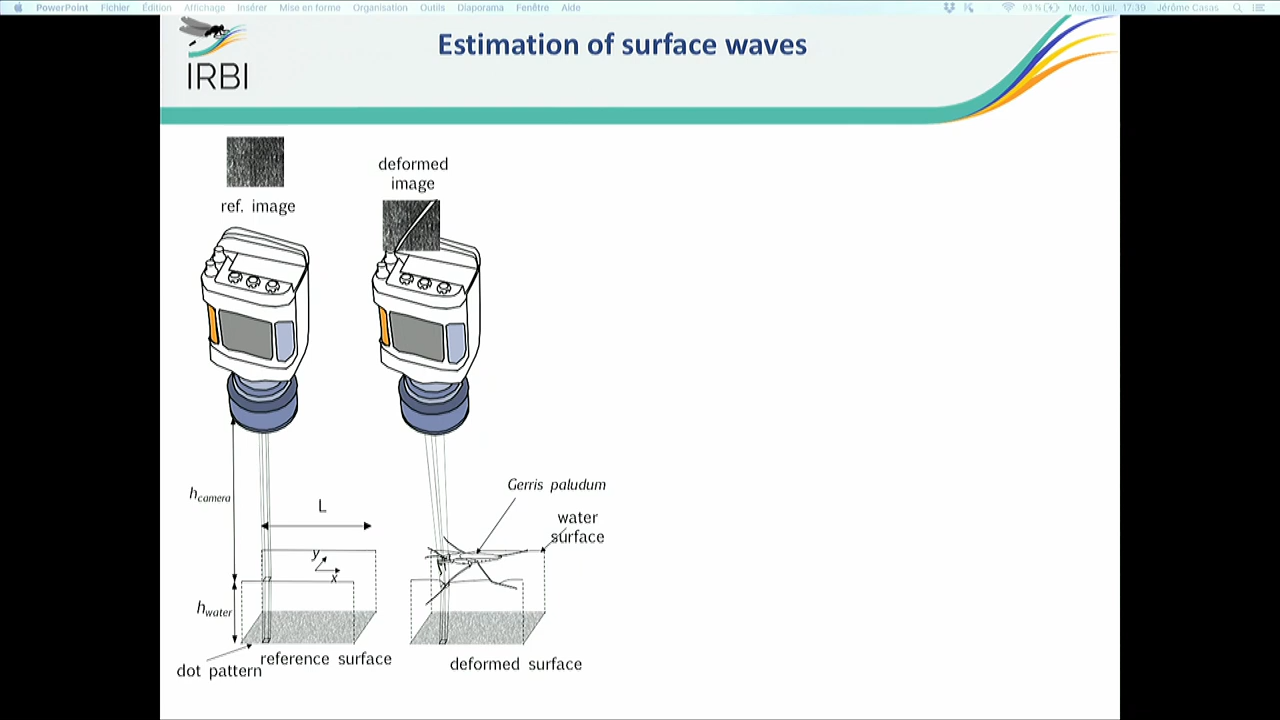 PowerPoint Fichier Édition Affichage Insérer Mise en forme Organisation Outils Diaporama Fenêtre Aide 93 % Mer. 10 juil. 17:39 Jérôme Casas
IRBI
Estimation of surface waves
ref. image
deformed
image
h camera
L
y
x
h water
dot pattern
reference surface
Gerris paludum
water
surface
deformed surface